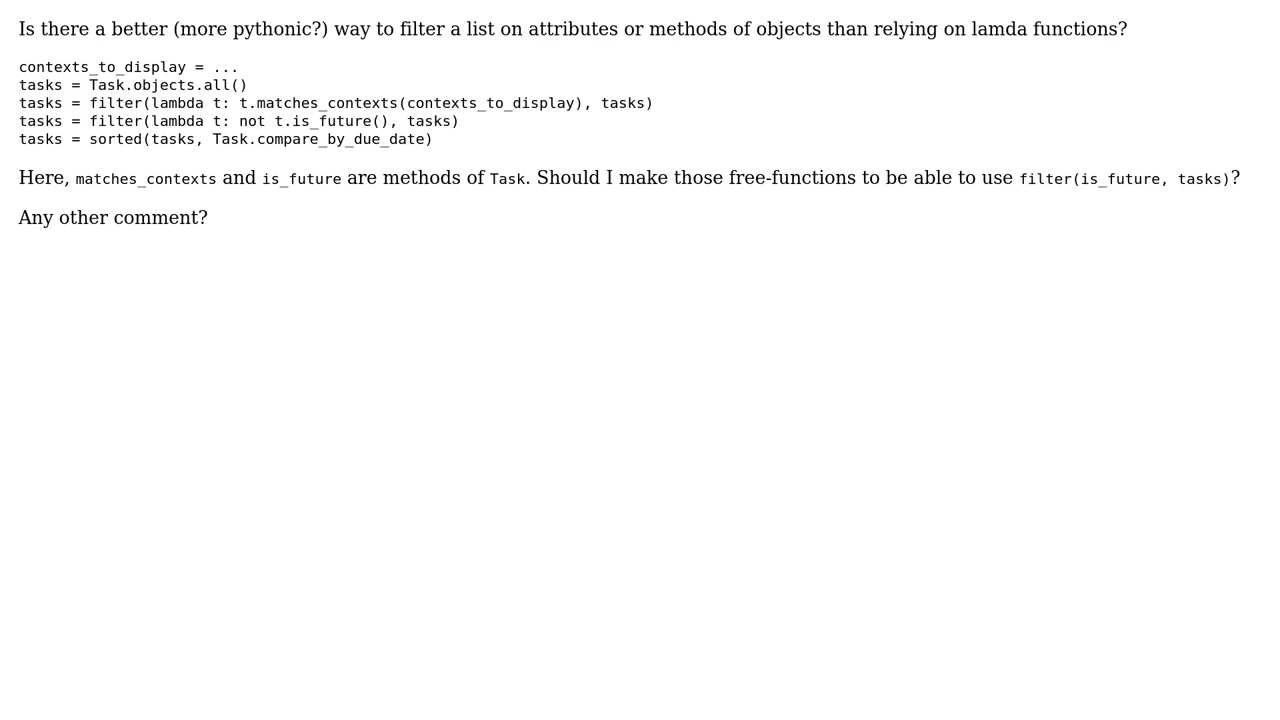 Is there a better (more pythonic?) way to filter a list on attributes or methods of objects than relying on lamda functions?
contexts_to_display = ...
tasks = Task.objects.all()
tasks = filter(lambda t: t.matches_contexts(contexts_to_display), tasks)
tasks = filter(lambda t: not t.is_future(), tasks)
tasks = sorted(tasks, Task.compare_by_due_date)
Here, matches_contexts and is_future are methods of Task. Should I make those free-functions to be able to use filter(is_future, tasks)?
Any other comment?